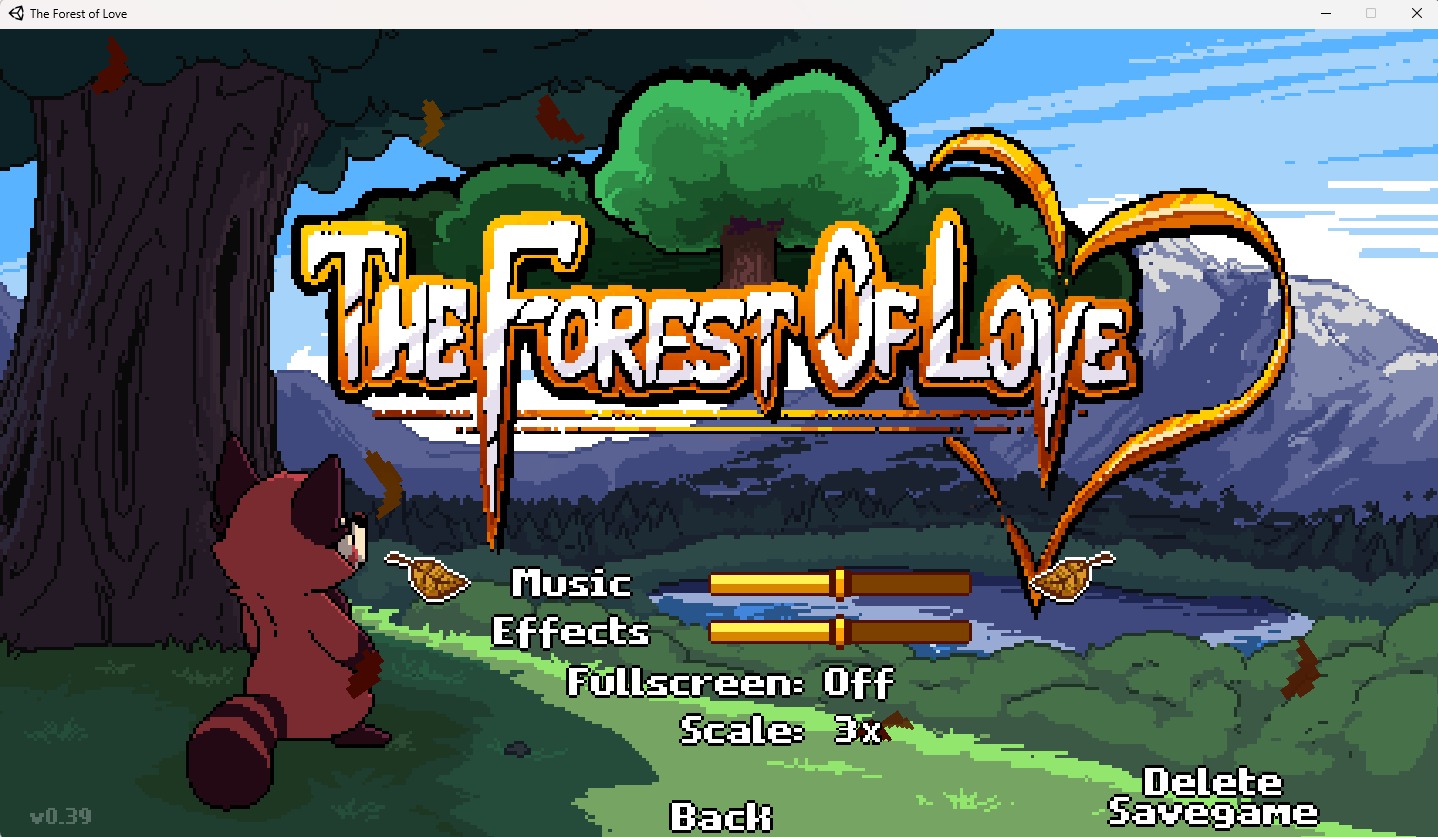 The Forest of Love
The Forest Of Love
Music
Effects
Fullscreen: Off
Scale: 3x
Delete
Savegame
Back
v0.39